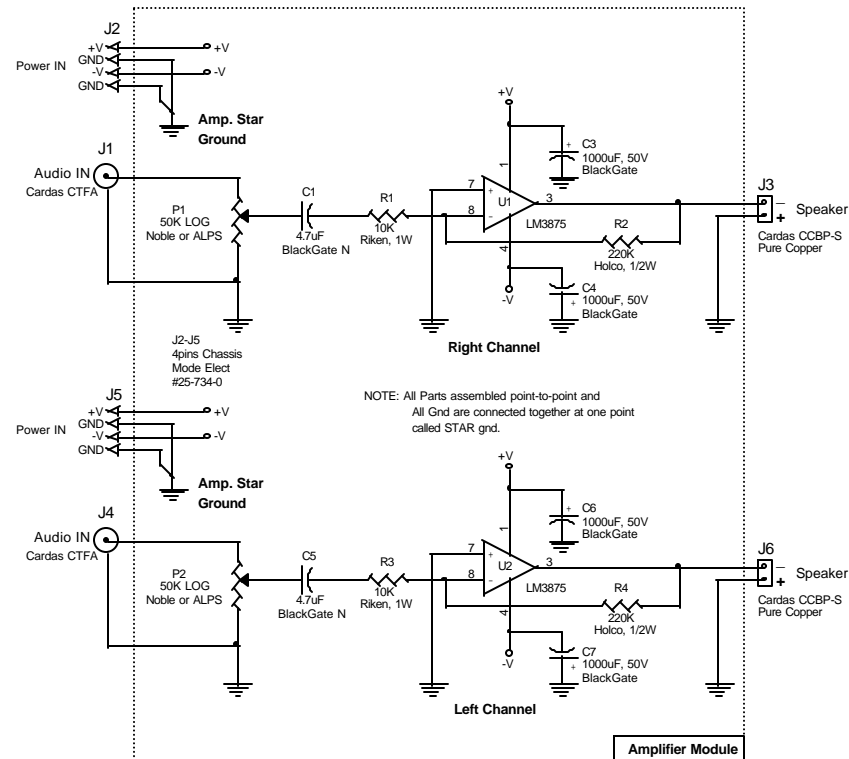 J2
+V
GND
-V
GND
Power IN
+V
-V
Amp. Star
Ground
J1
Audio IN
Cardas CTFA
P1
50K LOG
Noble or ALPS
C1
4.7uF
BlackGate N
R1
10K
Riken, 1W
+V
1
7
+
8
-
U1
3
4
LM3875
-V
+
C3
1000uF, 50V
BlackGate
R2
220K
Holco, 1/2W
C4
+
1000uF, 50V
BlackGate
J3
–
+
Speaker
Cardas CCBP-S
Pure Copper
Right Channel
J2-J5
4pins Chassis
Mode Elect
#25-734-0
NOTE: All Parts assembled point-to-point and
All Gnd are connected together at one point
called STAR gnd.
J5
+V
GND
-V
GND
Power IN
+V
-V
Amp. Star
Ground
J4
Audio IN
Cardas CTFA
P2
50K LOG
Noble or ALPS
C5
4.7uF
BlackGate N
R3
10K
Riken, 1W
+V
1
7
+
8
-
U2
3
4
LM3875
-V
+
C6
1000uF, 50V
BlackGate
R4
220K
Holco, 1/2W
C7
+
1000uF, 50V
BlackGate
J6
–
+
Speaker
Cardas CCBP-S
Pure Copper
Left Channel
Amplifier Module